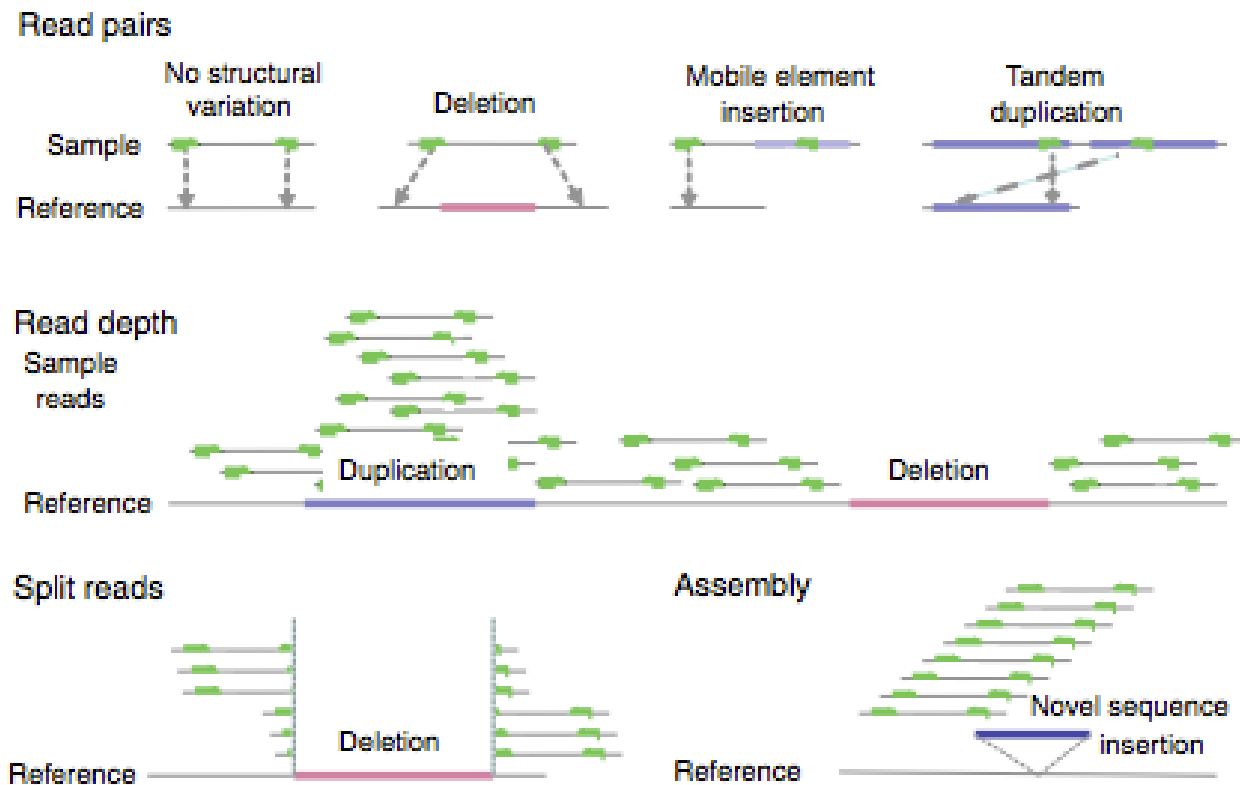 Read pairs
No structural
variation
Deletion
Mobile element
insertion
Tandem
duplication
Sample
Reference
Read depth
Sample
reads
Duplication
Deletion
Reference
Split reads
Deletion
Reference
Assembly
Novel sequence
insertion
Reference